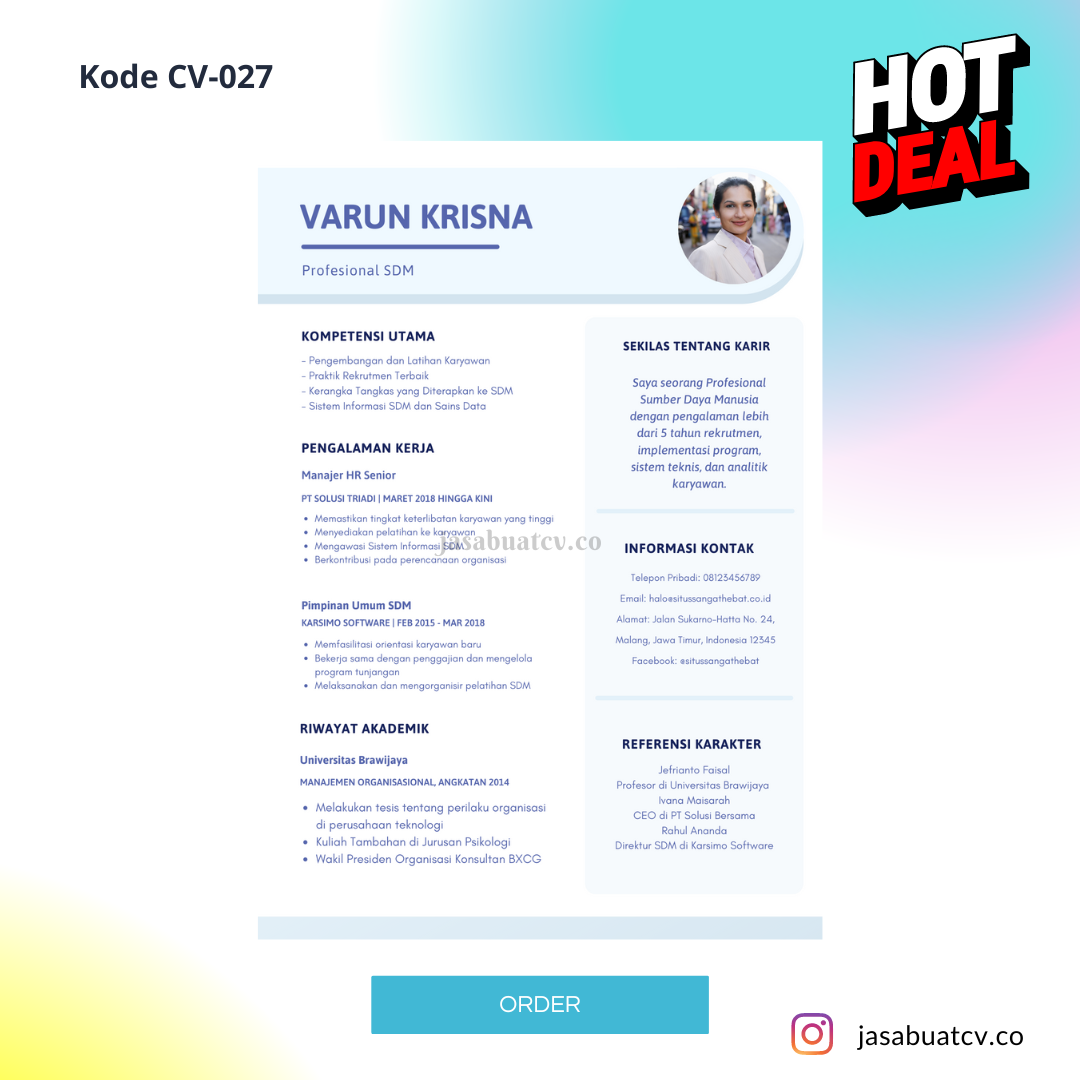 Kode CV-027
HOT
DEAL
VARUN KRISNA
Profesional SDM
KOMPETENSI UTAMA
- Pengembangan dan Latihan Karyawan
- Praktik Rekrutmen Terbaik
- Kerangka Tangkas yang Diterapkan ke SDM
- Sistem Informasi SDM dan Sains Data
PENGALAMAN KERJA
Manajer HR Senior
PT SOLUSI TRIADI | MARET 2018 HINGGA KINI
• Memastikan tingkat keterlibatan karyawan yang tinggi
• Menyediakan pelatihan ke karyawan
• Mengawasi Sistem Informasi SDM
• Berkontribusi pada perencanaan organisasi
jasabuatcv.co
Pimpinan Umum SDM
KARSIMO SOFTWARE | FEB 2015 - MAR 2018
• Memfasilitasi orientasi karyawan baru
• Bekerja sama dengan penggajian dan mengelola
program tunjangan
• Melaksanakan dan mengorganisir pelatihan SDM
RIWAYAT AKADEMIK
Universitas Brawijaya
MANAJEMEN ORGANISASIONAL, ANGKATAN 2014
• Melakukan tesis tentang perilaku organisasi
di perusahaan teknologi
• Kuliah Tambahan di Jurusan Psikologi
• Wakil Presiden Organisasi Konsultan BXCG
SEKILAS TENTANG KARIR
Saya seorang Profesional
Sumber Daya Manusia
dengan pengalaman lebih
dari 5 tahun rekrutmen,
implementasi program,
sistem teknis, dan analitik
karyawan.
INFORMASI KONTAK
Telepon Pribadi: 08123456789
Email: halo@situssangathebat.co.id
Alamat: Jalan Sukarno-Hatta No. 24,
Malang, Jawa Timur, Indonesia 12345
Facebook: @situssangathebat
REFERENSI KARAKTER
Jefrianto Faisal
Profesor di Universitas Brawijaya
Ivana Maisarah
CEO di PT Solusi Bersama
Rahul Ananda
Direktur SDM di Karsimo Software
ORDER
jasabuatcv.co